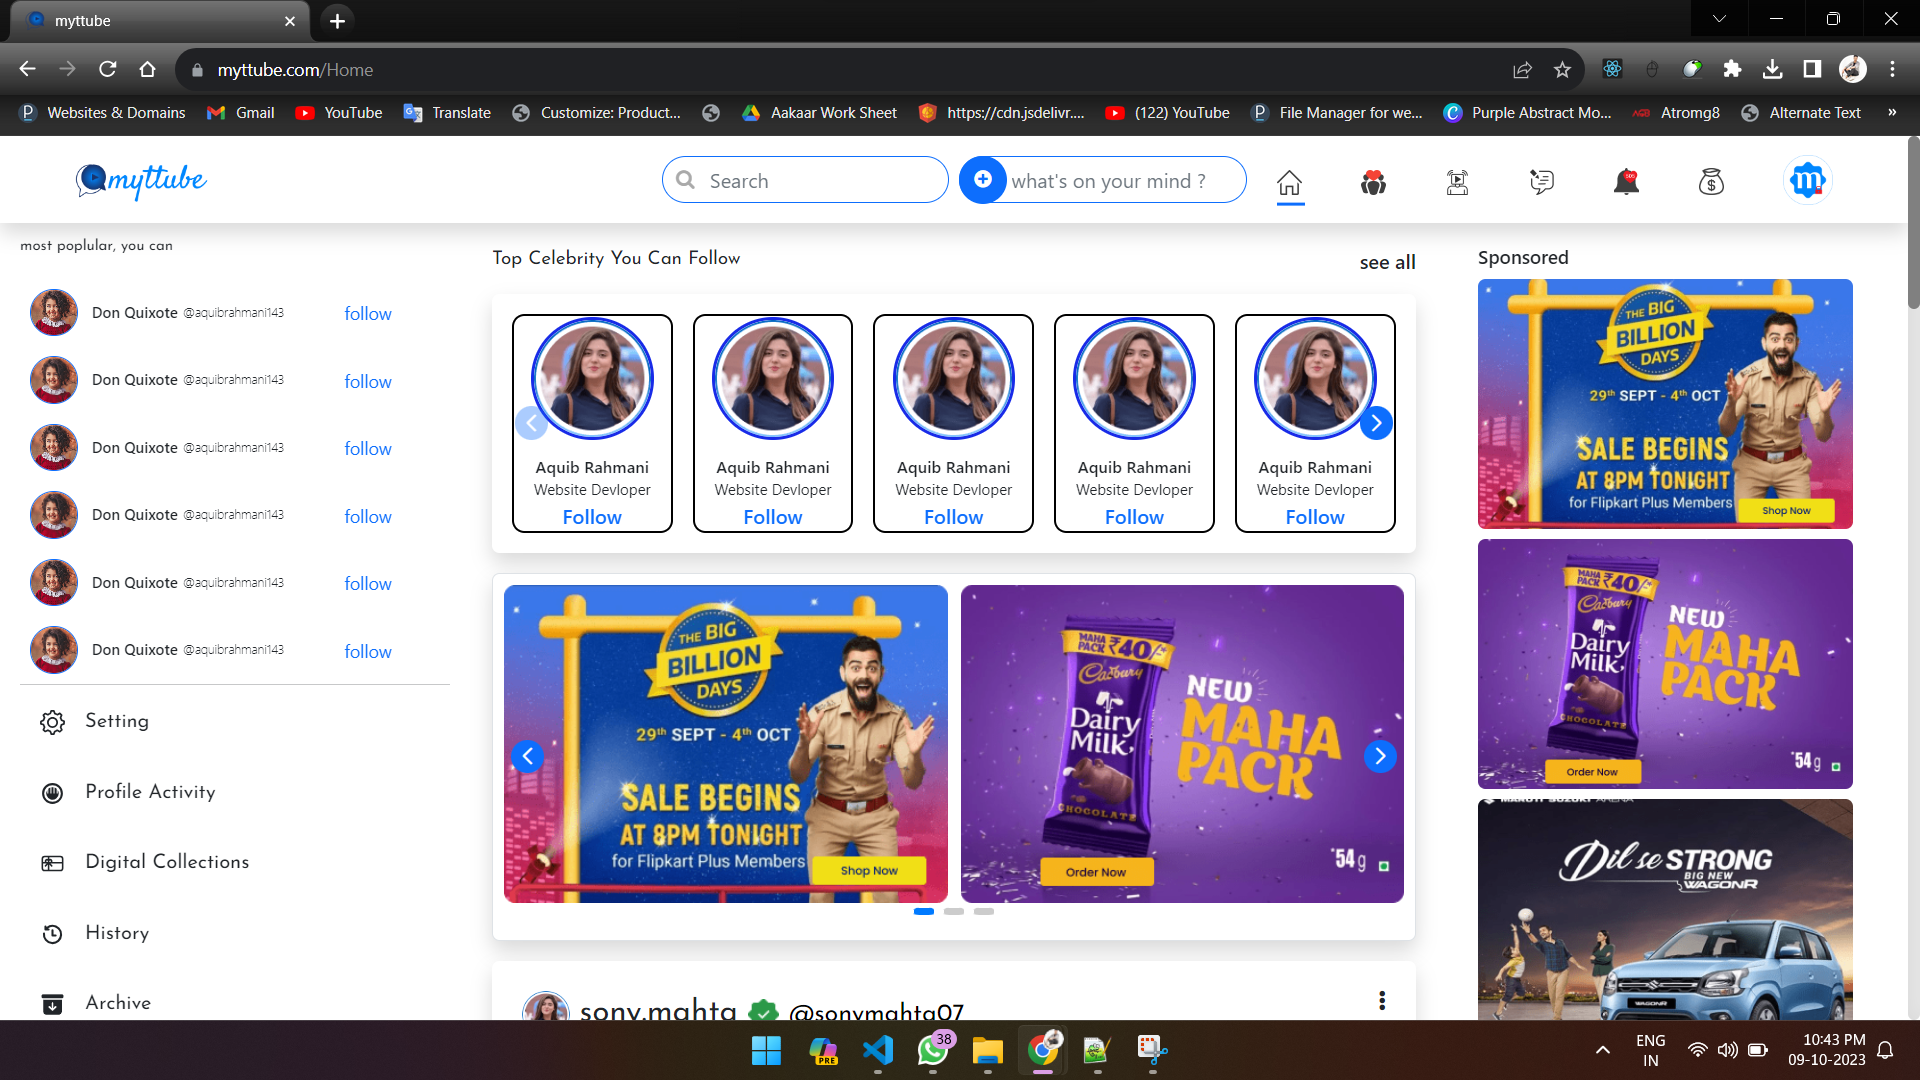 myttube
myttube.com/Home
Websites & Domains
Gmail
YouTube
Translate
Customize: Product...
Aakaar Work Sheet
https://cdn.jsdelivr....
(122) YouTube
File Manager for we...
Purple Abstract Mo...
Atromg8
Alternate Text
»
myttube
Search
what's on your mind ?
most poplular, you can
Don Quixote @aquibrahmani143 follow
Don Quixote @aquibrahmani143 follow
Don Quixote @aquibrahmani143 follow
Don Quixote @aquibrahmani143 follow
Don Quixote @aquibrahmani143 follow
Don Quixote @aquibrahmani143 follow
Setting
Profile Activity
Digital Collections
History
Archive
Top Celebrity You Can Follow
see all
Aquib Rahmani
Website Devloper
Follow
Aquib Rahmani
Website Devloper
Follow
Aquib Rahmani
Website Devloper
Follow
Aquib Rahmani
Website Devloper
Follow
Aquib Rahmani
Website Devloper
Follow
THE BIG
BILLION
DAYS
29th SEPT - 4th OCT
SALE BEGINS
AT 8PM TONIGHT
for Flipkart Plus Members
Shop Now
MAHA PACK ₹40/-
Cadbury
Dairy
Milk
CHOCOLATE
NEW
MAHA
PACK
*54g
Order Now
sony.mahta @sonymahta07
Sponsored
THE BIG
BILLION
DAYS
29th SEPT - 4th OCT
SALE BEGINS
AT 8PM TONIGHT
for Flipkart Plus Members
Shop Now
MAHA PACK ₹40/-
Cadbury
Dairy
Milk
CHOCOLATE
NEW
MAHA
PACK
*54g
Order Now
MARUTI SUZUKI ARENA
Dil se STRONG
BIG NEW
WAGONR
WAGONR
PRE
38
ENG
IN
10:43 PM
09-10-2023